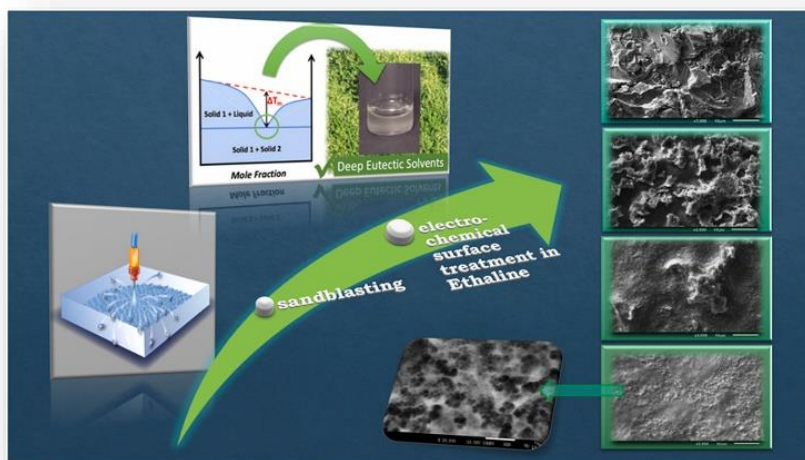 ΔTm
Solid 1 + Liquid
Solid 1 + Solid 2
Mole Fraction
Deep Eutectic Solvents
electro-
chemical
surface
treatment in
Ethaline
sandblasting